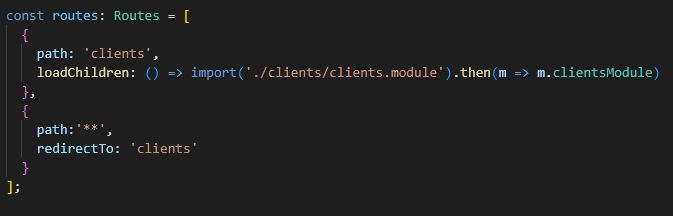 const routes: Routes = [
  {
    path: 'clients',
    loadChildren: () => import('./clients/clients.module').then(m => m.clientsModule)
  },
  {
    path:'**',
    redirectTo: 'clients'
  }
];